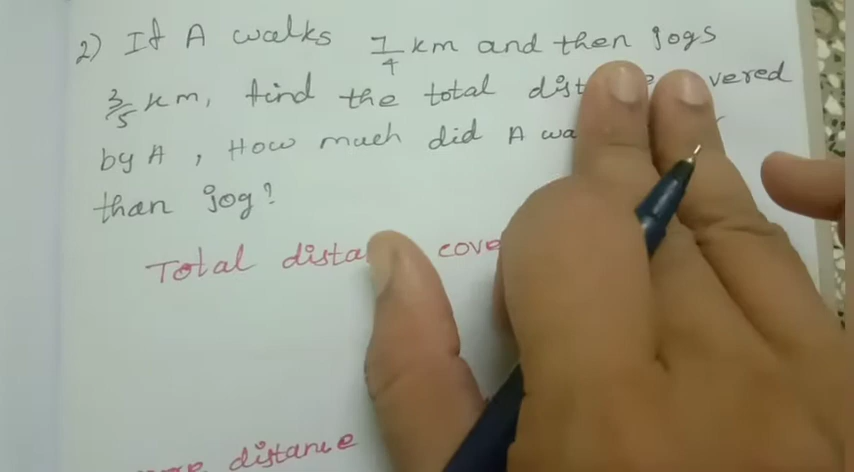 2) If A walks 7/4 km and then jogs
3/5 km, find the total dist vered
by A, How much did A wa
than jog?
Total dista cove
distance